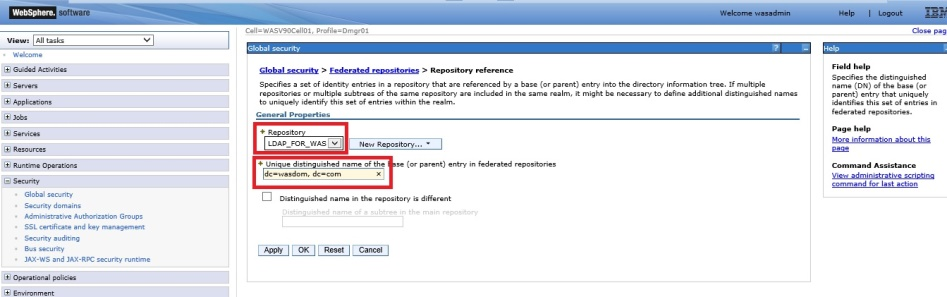 WebSphere. software
Welcome wasadmin
Help | Logout
IBM
View: All tasks
Welcome
Guided Activities
Servers
Applications
Jobs
Services
Resources
Runtime Operations
Security
Global security
Security domains
Administrative Authorization Groups
SSL certificate and key management
Security auditing
Bus security
JAX-WS and JAX-RPC security runtime
Operational policies
Environment
Cell=WASV90Cell01, Profile=Dmgr01
Close pag
Global security
?
Global security > Federated repositories > Repository reference
Specifies a set of identity entries in a repository that are referenced by a base (or parent) entry into the directory information tree. If multiple
repositories or multiple subtrees of the same repository are included in the same realm, it might be necessary to define additional distinguished names
to uniquely identify this set of entries within the realm.
General Properties
* Repository
LDAP_FOR_WAS
New Repository...
* Unique distinguished name of the base (or parent) entry in federated repositories
dc=wasdom, dc=com ×
Distinguished name in the repository is different
Distinguished name of a subtree in the main repository
Apply OK Reset Cancel
Help
Field help
Specifies the distinguished
name (DN) of the base (or
parent) entry that uniquely
identifies this set of entries in
federated repositories.
Page help
More information about this
page
Command Assistance
View administrative scripting
command for last action